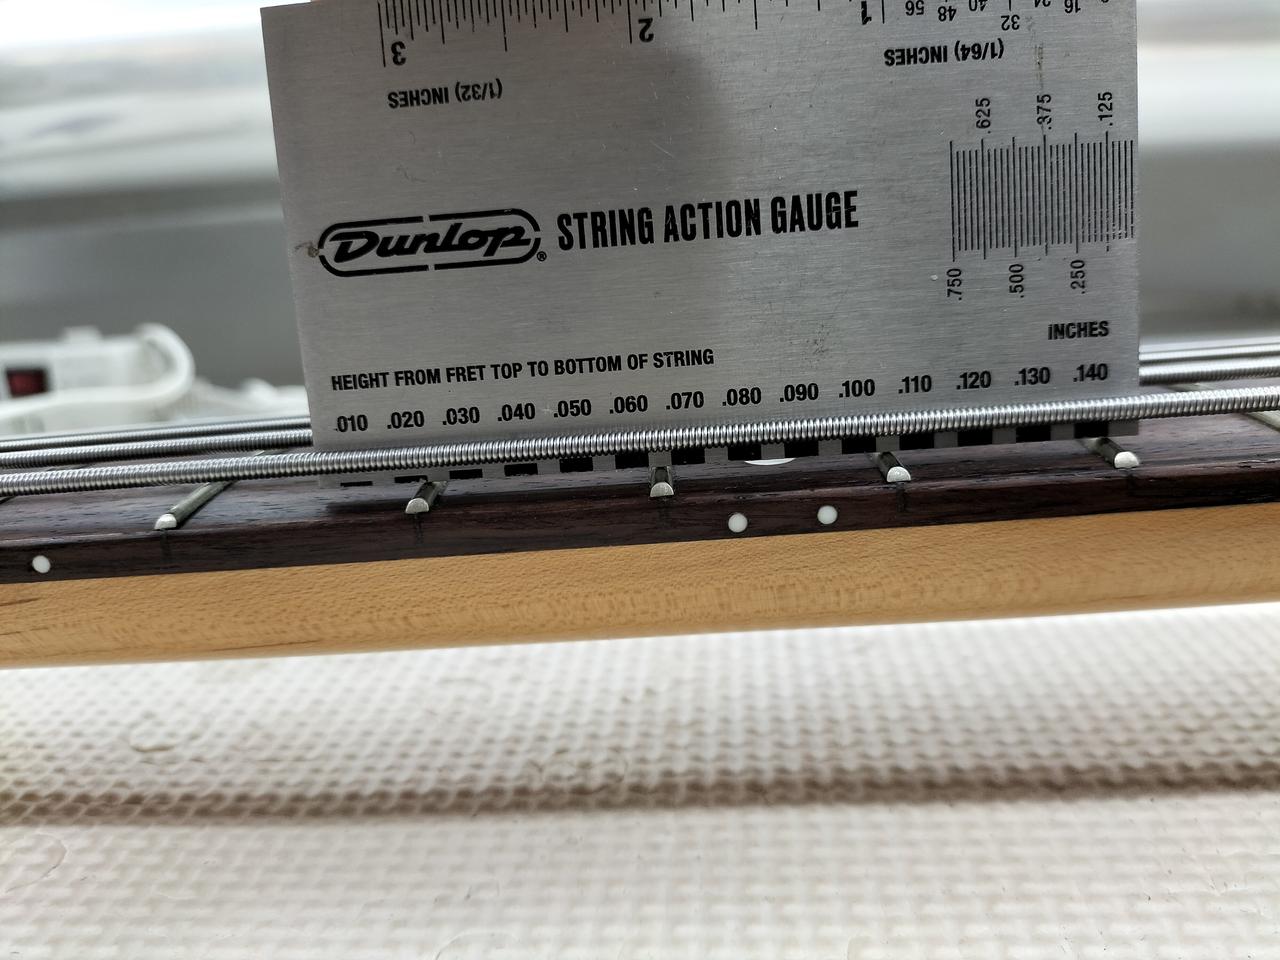 3 2 1 56 48 40 32 24 16
(1/32) INCHES (1/64) INCHES
.625 .375 .125
Dunlop® STRING ACTION GAUGE
.750 .500 .250
INCHES
HEIGHT FROM FRET TOP TO BOTTOM OF STRING
.010 .020 .030 .040 .050 .060 .070 .080 .090 .100 .110 .120 .130 .140